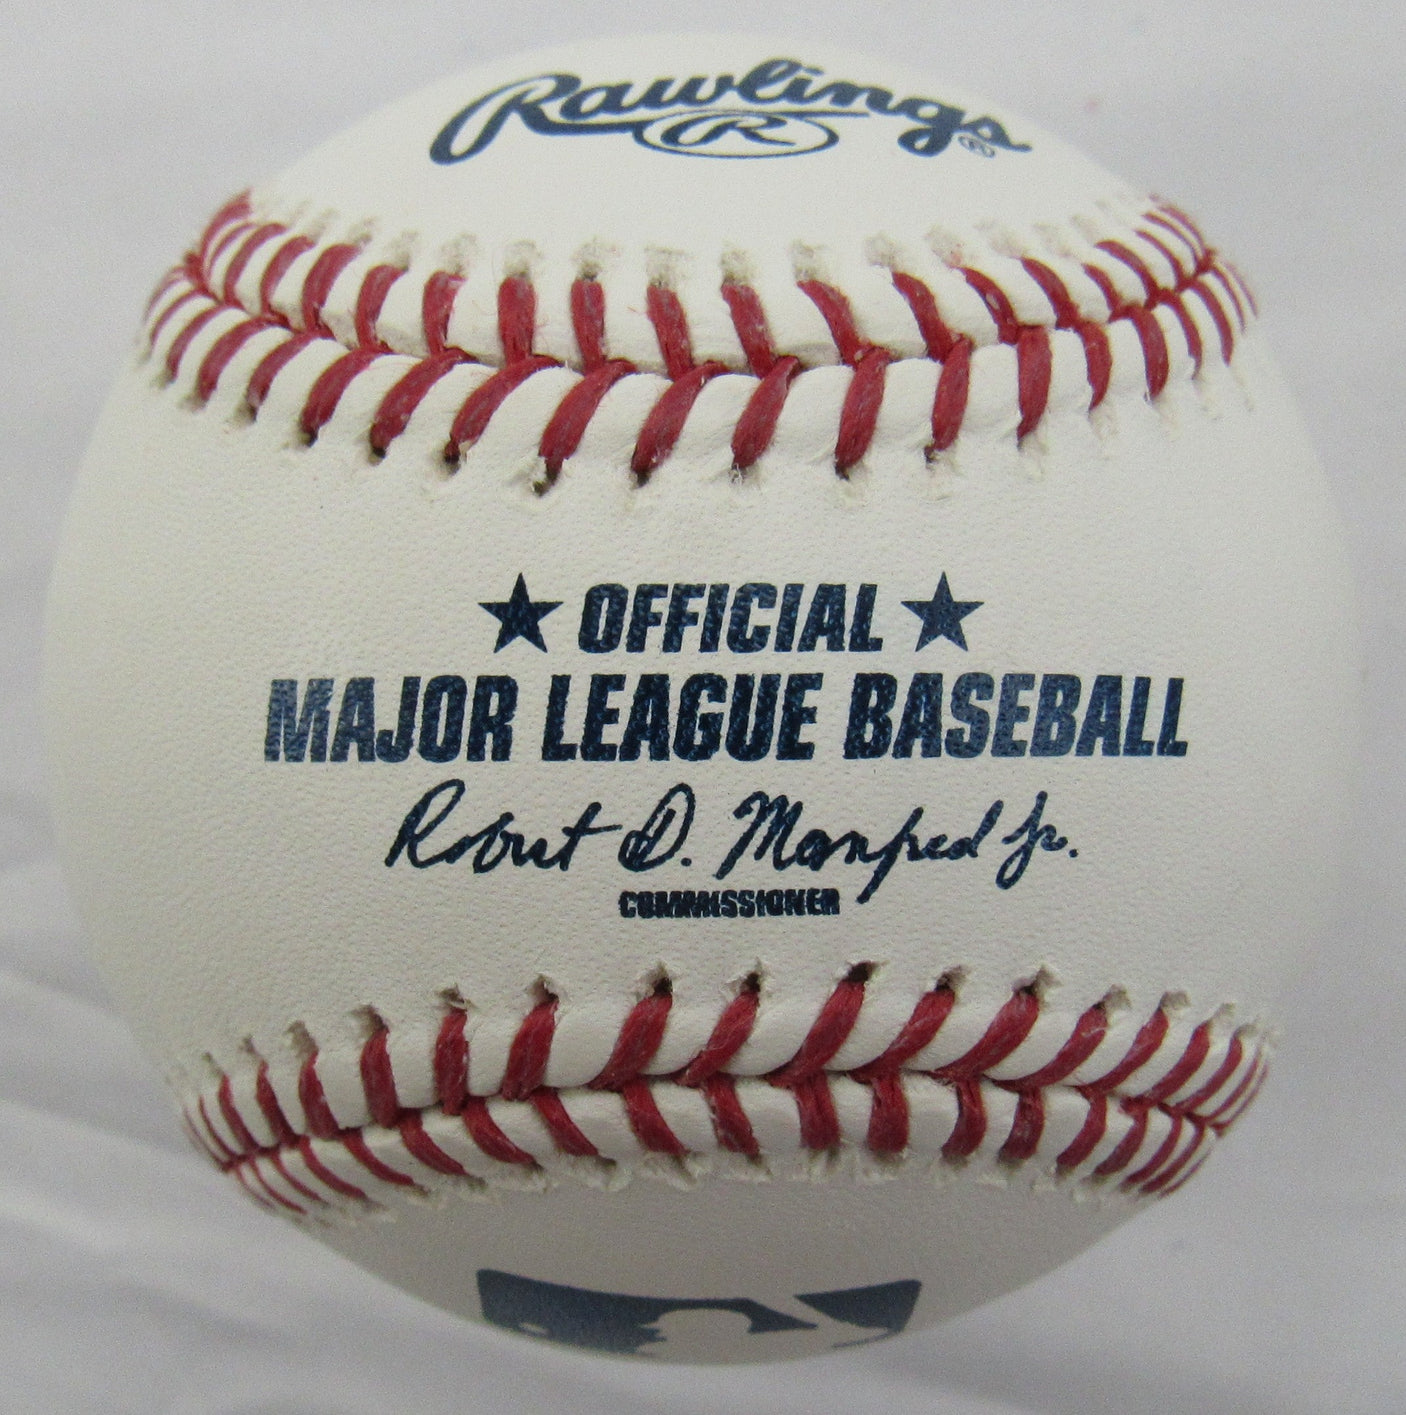 Rawlings
R ®
★ OFFICIAL ★
MAJOR LEAGUE BASEBALL
Robert D. Manfred Jr.
COMMISSIONER